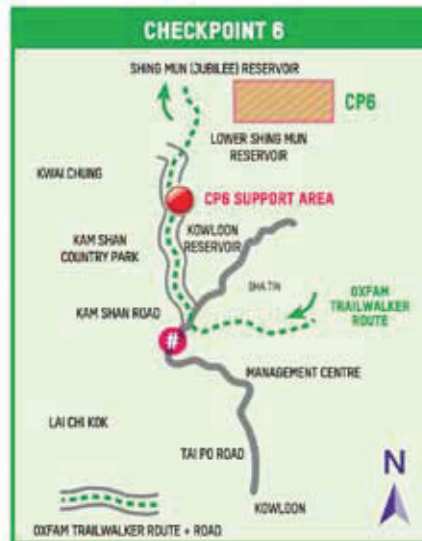 CHECKPOINT 6
SHING MUN (JUBILEE) RESERVOIR
CP6
LOWER SHING MUN
RESERVOIR
KWAI CHUNG
CP6 SUPPORT AREA
KOWLOON
RESERVOIR
KAM SHAN
COUNTRY PARK
SHA TIN
OXFAM
TRAILWALKER
ROUTE
KAM SHAN ROAD
#
MANAGEMENT CENTRE
LAI CHI KOK
TAI PO ROAD
N
KOWLOON
OXFAM TRAILWALKER ROUTE + ROAD